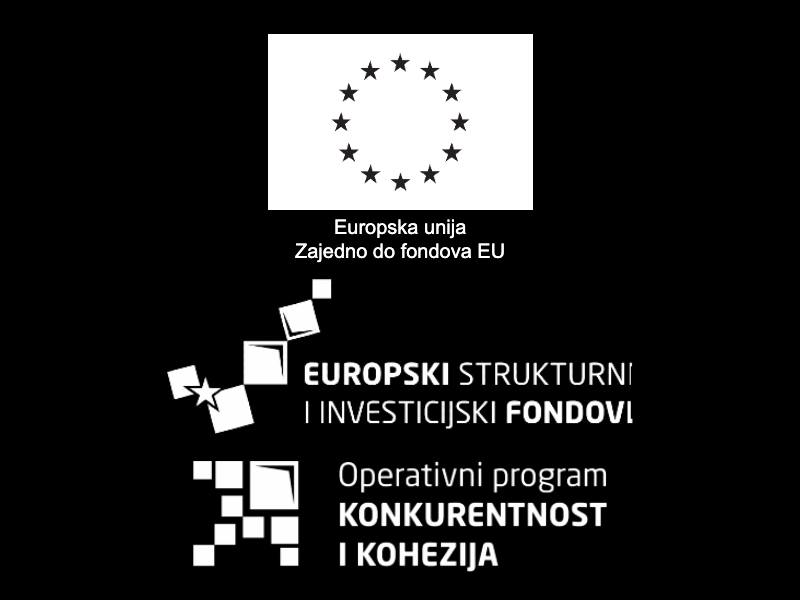 Europska unija
Zajedno do fondova EU
EUROPSKI STRUKTURNI
I INVESTICIJSKI FONDOVI
Operativni program
KONKURENTNOST
I KOHEZIJA